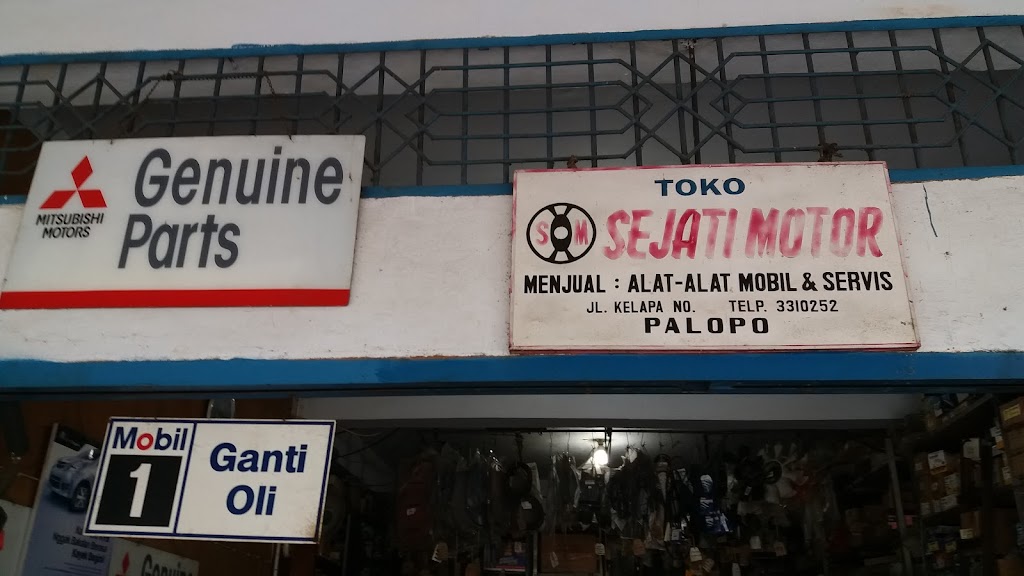 MITSUBISHI
MOTORS
Genuine
Parts
TOKO
S M
SEJATI MOTOR
MENJUAL : ALAT-ALAT MOBIL & SERVIS
JL. KELAPA NO. TELP. 3310252
PALOPO
Mobil
1
Ganti
Oli
Genuine